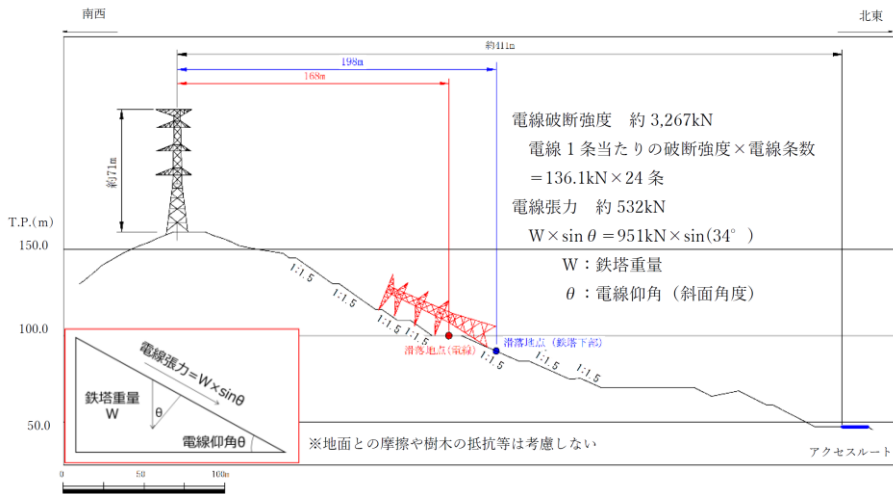 南西
北東
約411m
198m
168m
電線破断強度　約 3,267kN
電線 1 条当たりの破断強度×電線条数
＝136.1kN×24 条
電線張力　約 532kN
W×sin θ＝951kN×sin(34°)
W：鉄塔重量
θ：電線仰角（斜面角度）
約71m
T.P.(m)
150.0
1:1.5
1:1.5
1:1.5
1:1.5
100.0
滑落地点(電線)
滑落地点（鉄塔下部）
1:1.5
1:1.5
1:1.5
電線張力=W×sinθ
鉄塔重量
W
θ
電線仰角θ
50.0
※地面との摩擦や樹木の抵抗等は考慮しない
アクセスルート
0
50
100m